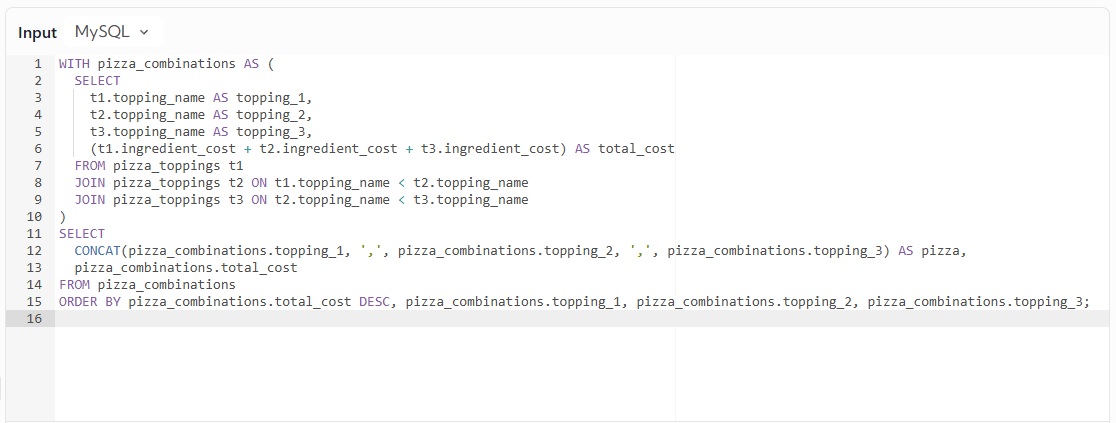 Input MySQL
1 WITH pizza_combinations AS (
2 SELECT
3 t1.topping_name AS topping_1,
4 t2.topping_name AS topping_2,
5 t3.topping_name AS topping_3,
6 (t1.ingredient_cost + t2.ingredient_cost + t3.ingredient_cost) AS total_cost
7 FROM pizza_toppings t1
8 JOIN pizza_toppings t2 ON t1.topping_name < t2.topping_name
9 JOIN pizza_toppings t3 ON t2.topping_name < t3.topping_name
10 )
11 SELECT
12 CONCAT(pizza_combinations.topping_1, ',', pizza_combinations.topping_2, ',', pizza_combinations.topping_3) AS pizza,
13 pizza_combinations.total_cost
14 FROM pizza_combinations
15 ORDER BY pizza_combinations.total_cost DESC, pizza_combinations.topping_1, pizza_combinations.topping_2, pizza_combinations.topping_3;
16